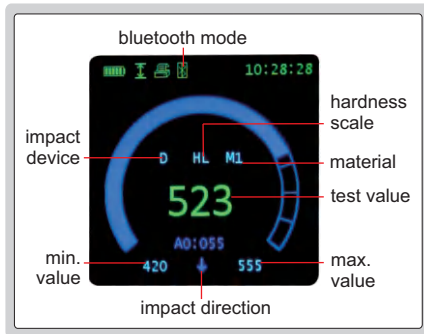 bluetooth mode
10:28:28
hardness
scale
impact
device
D HL M1
material
523
test value
A0:055
min.
value
420
555
max.
value
impact direction